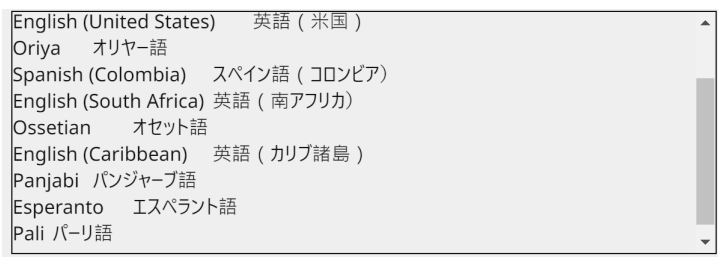 English (United States) 英語 ( 米国 )
Oriya オリヤー語
Spanish (Colombia) スペイン語 ( コロンビア)
English (South Africa) 英語 ( 南アフリカ)
Ossetian オセット語
English (Caribbean) 英語 ( カリブ諸島 )
Panjabi パンジャーブ語
Esperanto エスペラント語
Pali パーリ語